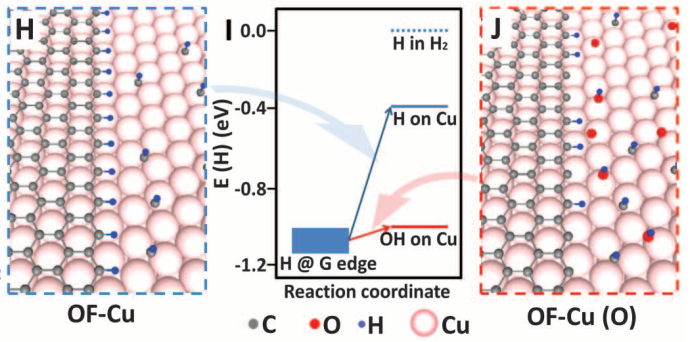 H
I
J
0.0
H in H₂
-0.4
H on Cu
E (H) (eV)
-0.8
OH on Cu
H @ G edge
-1.2
Reaction coordinate
OF-Cu
OF-Cu (O)
C O H Cu